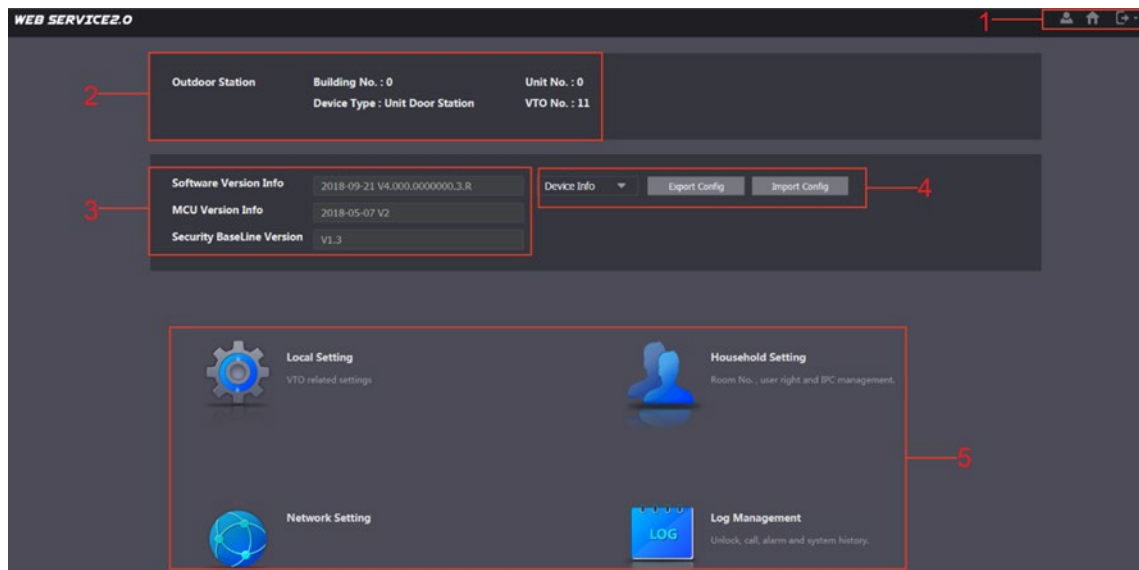 WEB SERVICE2.0
1
2
Outdoor Station Building No. : 0 Unit No. : 0
Device Type : Unit Door Station VTO No. : 11
3
Software Version Info 2018-09-21 V4.000.0000000.3.R Device Info Export Config Import Config
4
MCU Version Info 2018-05-07 V2
Security BaseLine Version V1.3
Local Setting
VTO related settings
Household Setting
Room No. , user right and IPC management.
5
Network Setting
LOG
Log Management
Unlock, call, alarm and system history.